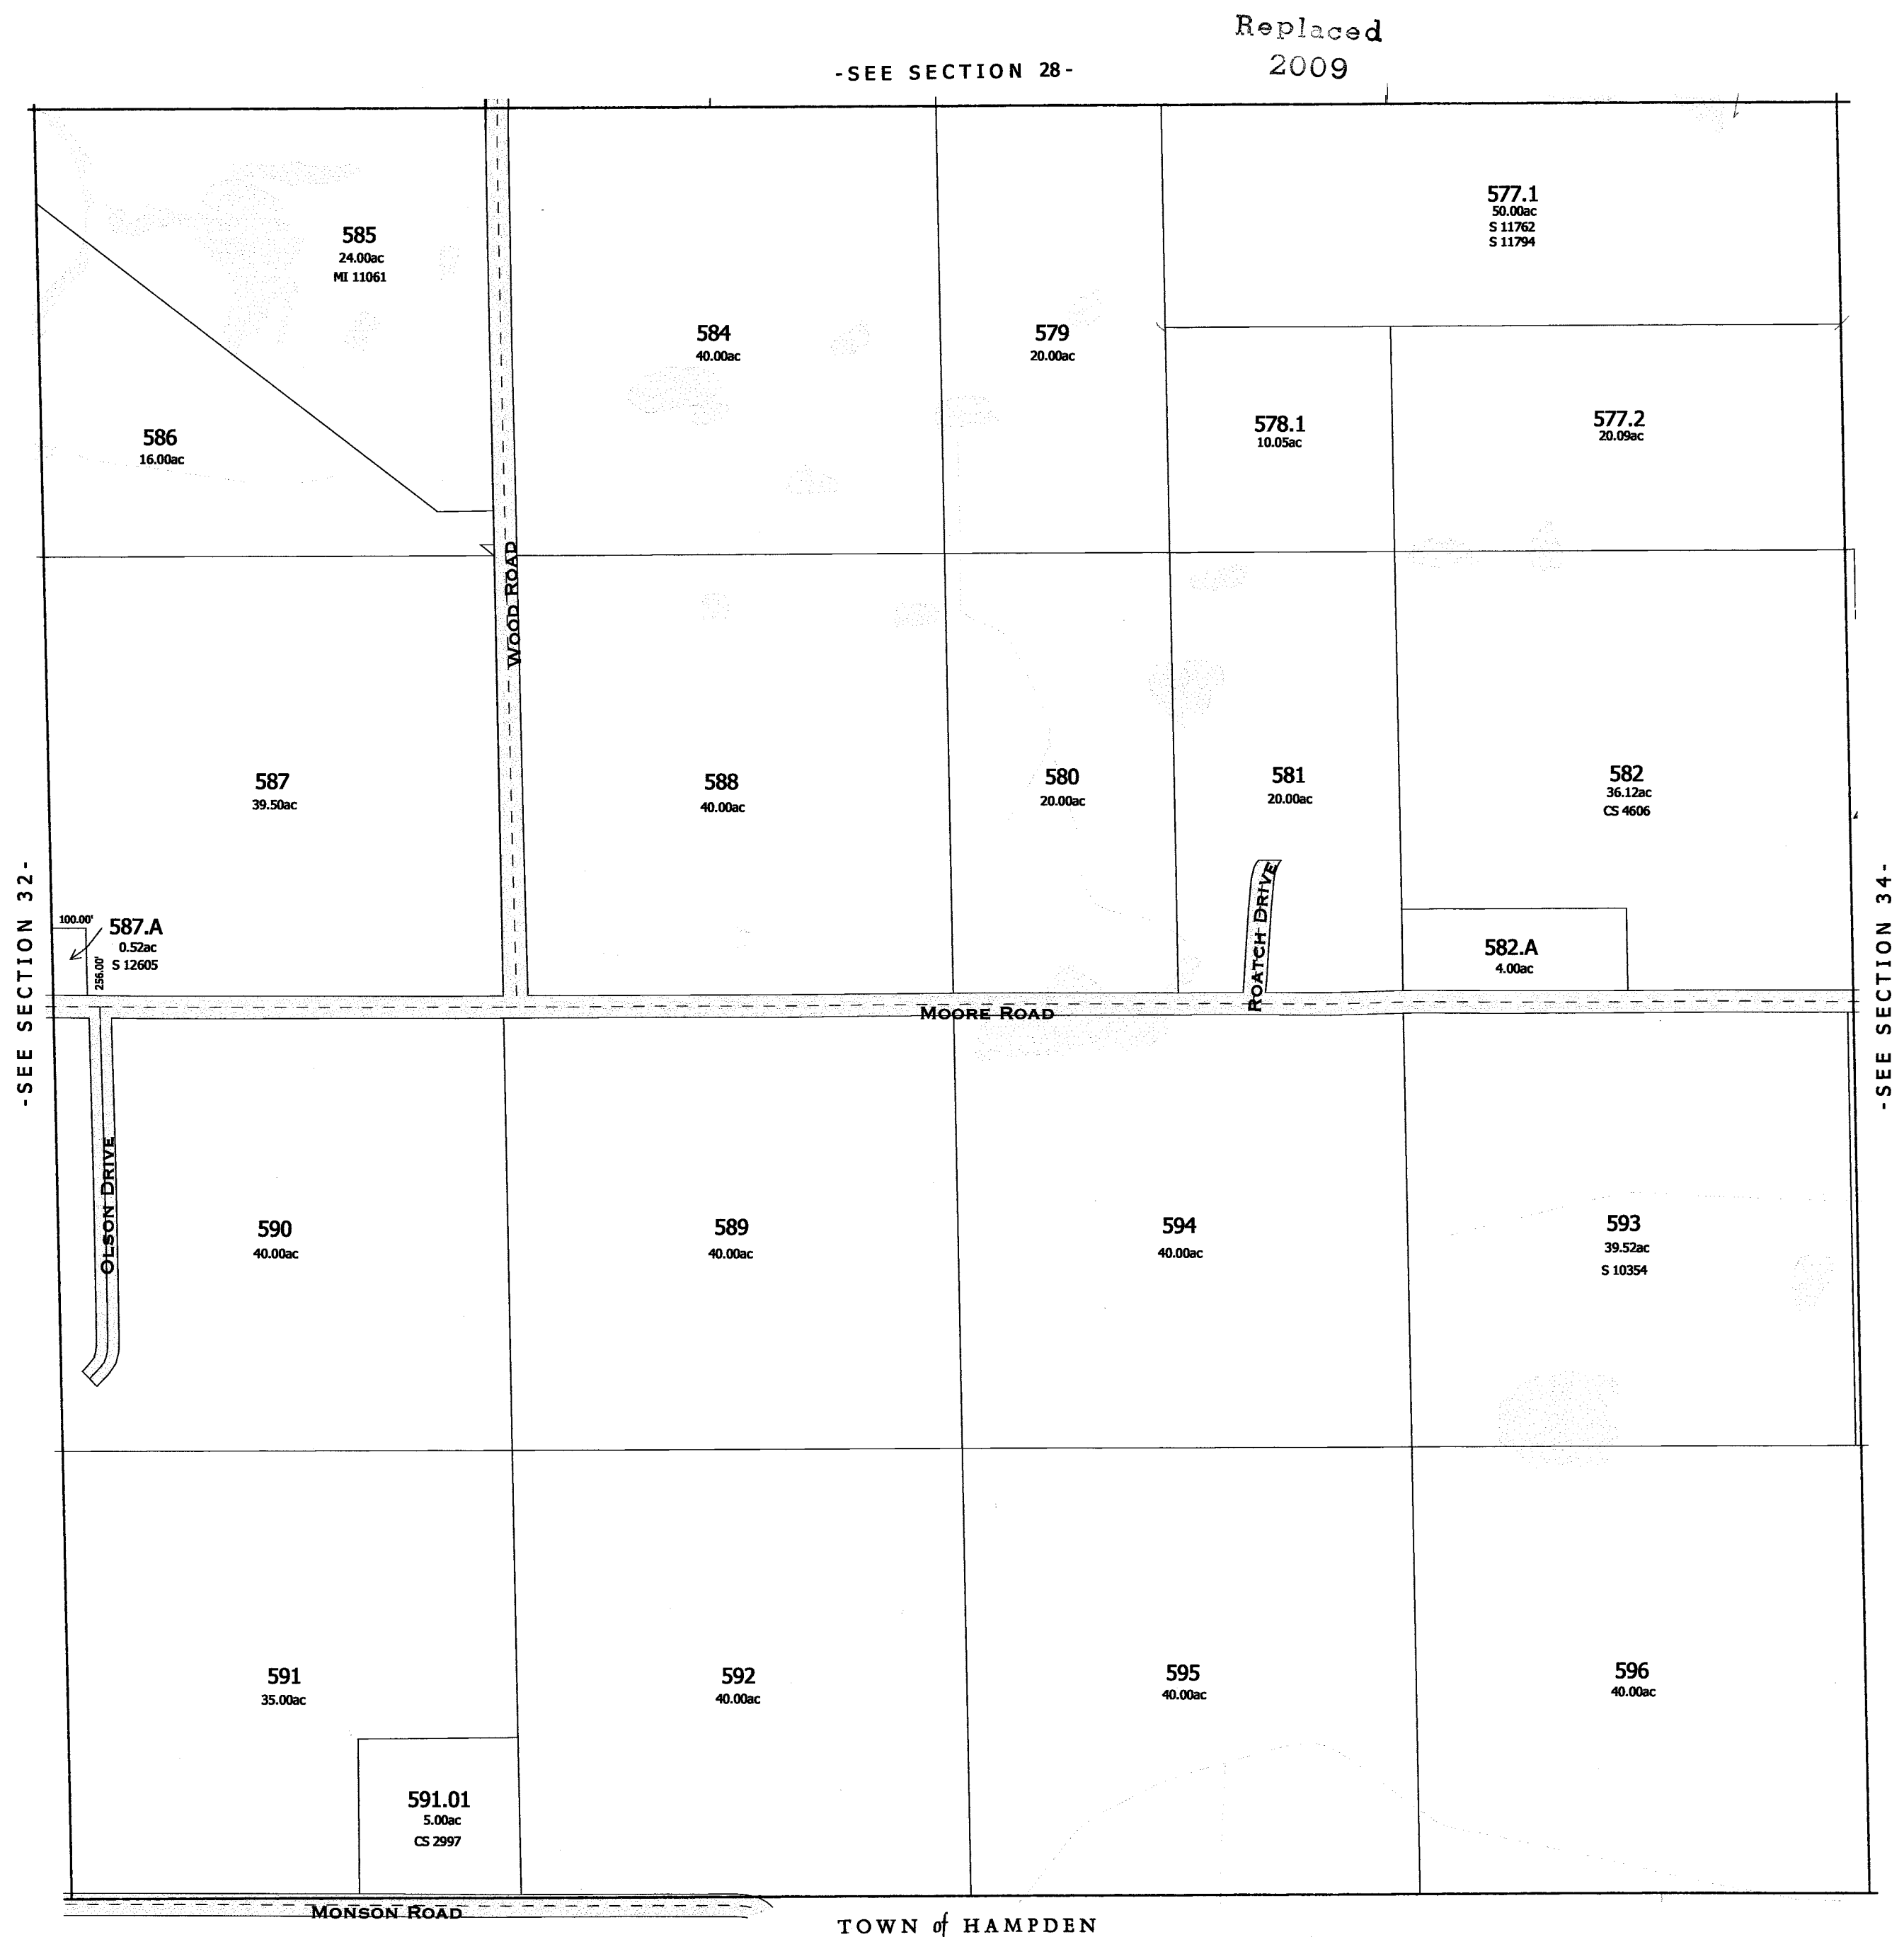 Replaced
2009
-SEE SECTION 28-
577.1
50.00ac
S 11762
S 11794
585
24.00ac
MI 11061
584
40.00ac
579
20.00ac
578.1
10.05ac
577.2
20.09ac
586
16.00ac
WOOD ROAD
587
39.50ac
588
40.00ac
580
20.00ac
581
20.00ac
582
36.12ac
CS 4606
-SEE SECTION 32-
-SEE SECTION 34-
100.00'
587.A
0.52ac
S 12605
256.00'
ROATCH DRIVE
582.A
4.00ac
MOORE ROAD
OLSON DRIVE
590
40.00ac
589
40.00ac
594
40.00ac
593
39.52ac
S 10354
591
35.00ac
592
40.00ac
595
40.00ac
596
40.00ac
591.01
5.00ac
CS 2997
MONSON ROAD
TOWN of HAMPDEN